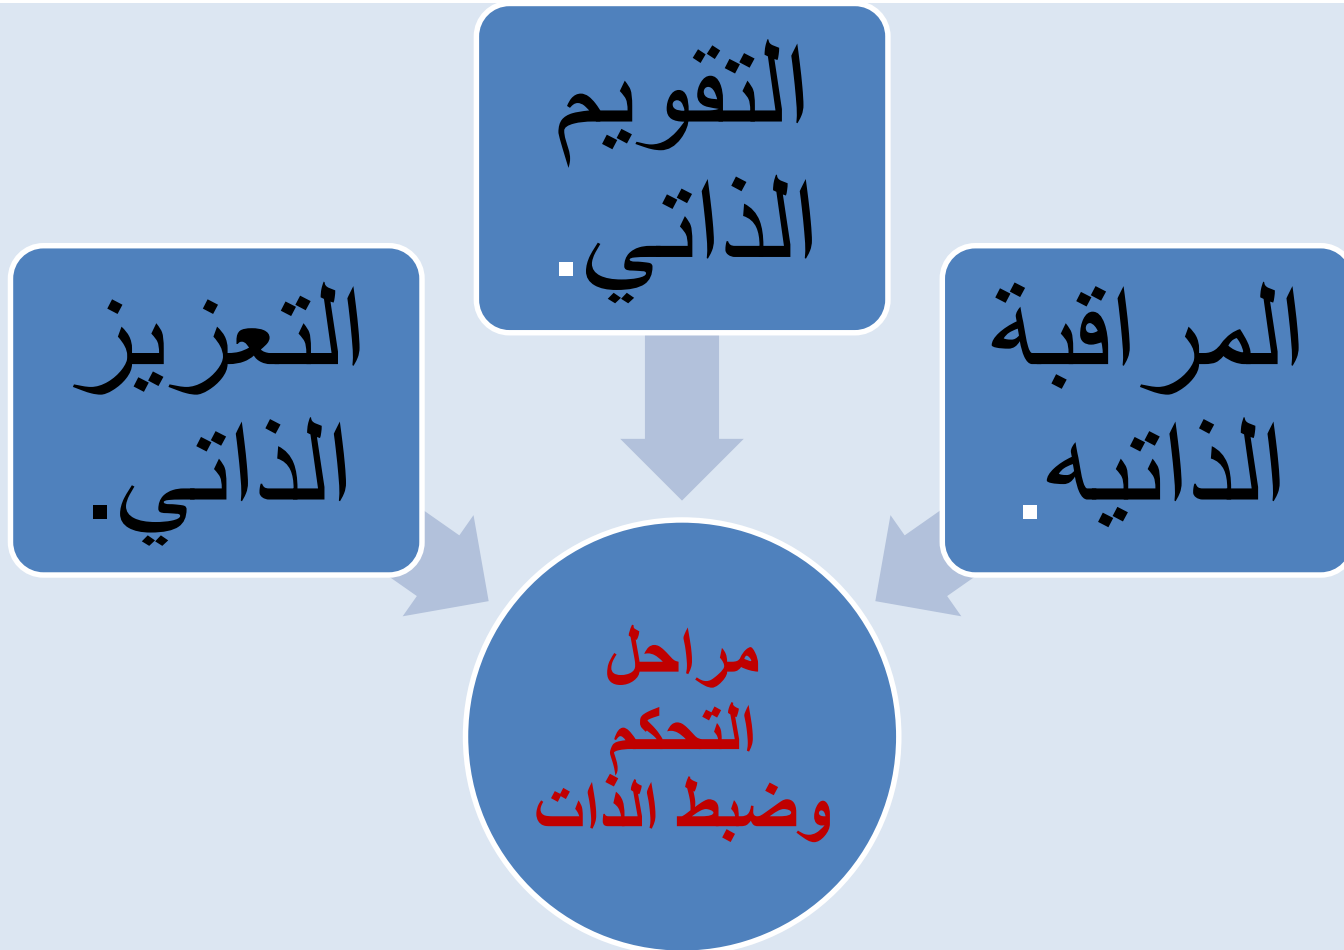 المراقبة
الذاتيه.
التقويم
الذاتي.
التعزيز
الذاتي.
مراحل
التحكم
وضبط الذات